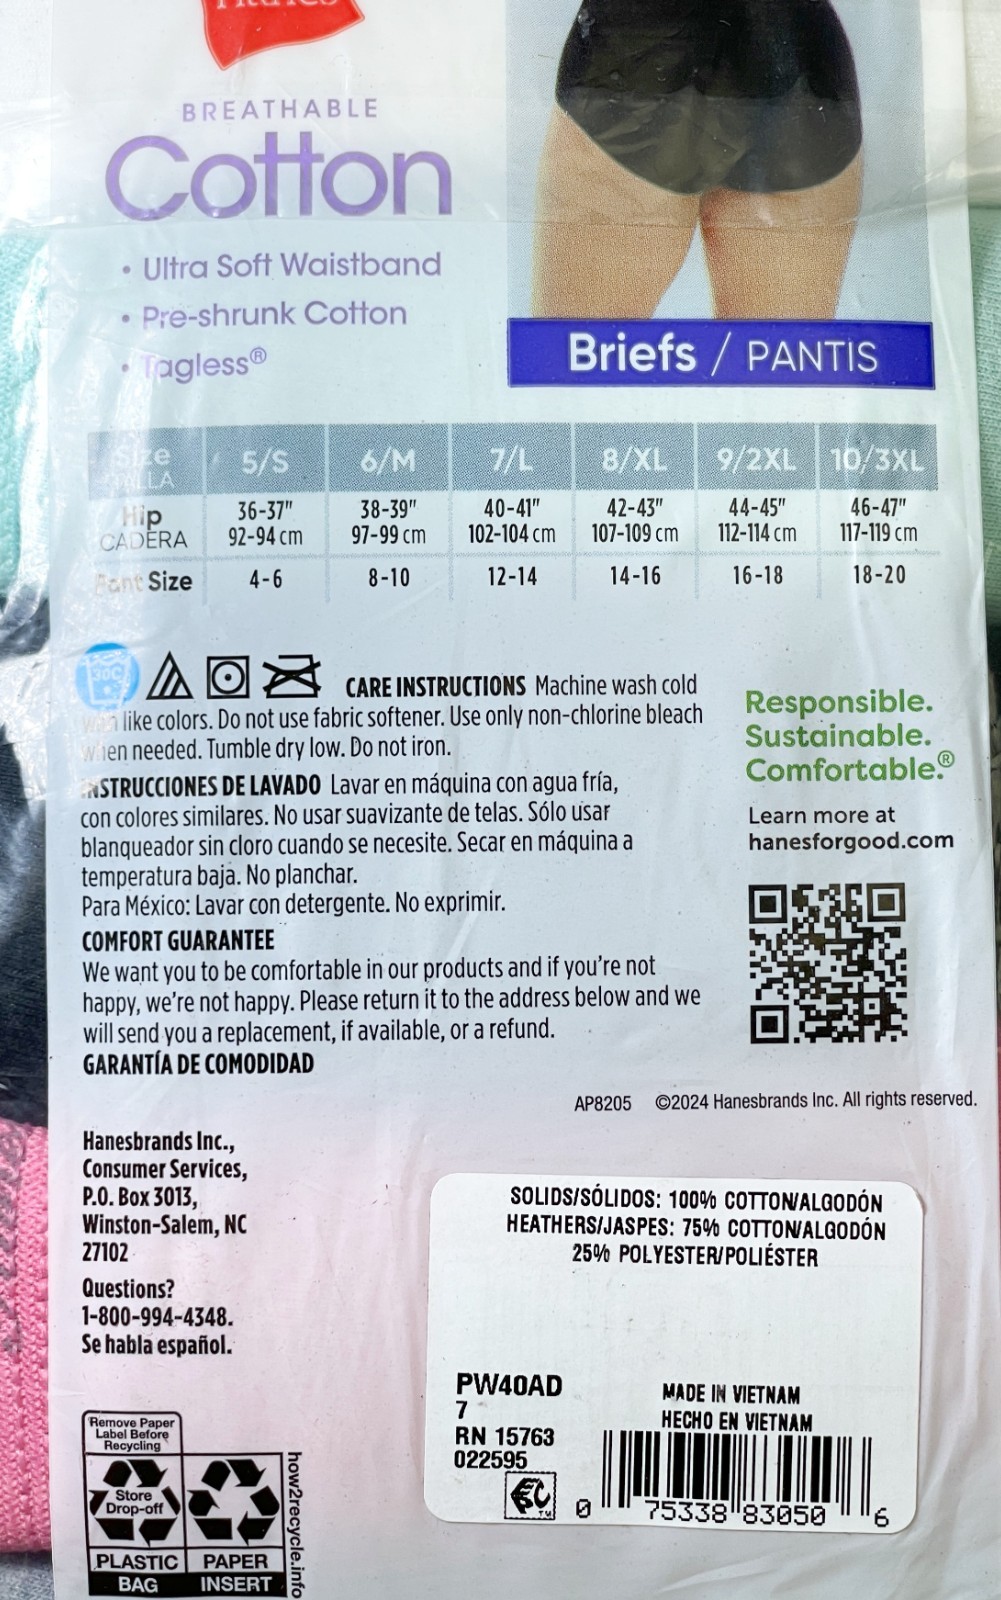 Hanes
BREATHABLE
Cotton
• Ultra Soft Waistband
• Pre-shrunk Cotton
• Tagless®
Briefs / PANTIS
Size 5/S 6/M 7/L 8/XL 9/2XL 10/3XL
TALLA
Hip 36-37" 38-39" 40-41" 42-43" 44-45" 46-47"
CADERA 92-94 cm 97-99 cm 102-104 cm 107-109 cm 112-114 cm 117-119 cm
Pant Size 4-6 8-10 12-14 14-16 16-18 18-20
30C
CARE INSTRUCTIONS Machine wash cold
with like colors. Do not use fabric softener. Use only non-chlorine bleach
when needed. Tumble dry low. Do not iron.
INSTRUCCIONES DE LAVADO Lavar en máquina con agua fría,
con colores similares. No usar suavizante de telas. Sólo usar
blanqueador sin cloro cuando se necesite. Secar en máquina a
temperatura baja. No planchar.
Para México: Lavar con detergente. No exprimir.
COMFORT GUARANTEE
We want you to be comfortable in our products and if you're not
happy, we're not happy. Please return it to the address below and we
will send you a replacement, if available, or a refund.
GARANTÍA DE COMODIDAD
Responsible.
Sustainable.
Comfortable.®
Learn more at
hanesforgood.com
AP8205 ©2024 Hanesbrands Inc. All rights reserved.
Hanesbrands Inc.,
Consumer Services,
P.O. Box 3013,
Winston-Salem, NC
27102
Questions?
1-800-994-4348.
Se habla español.
Remove Paper
Label Before
Recycling
Store
Drop-off
PLASTIC PAPER
BAG INSERT
how2recycle.info
SOLIDS/SÓLIDOS: 100% COTTON/ALGODÓN
HEATHERS/JASPES: 75% COTTON/ALGODÓN
25% POLYESTER/POLIÉSTER
PW40AD
7
RN 15763
022595
MADE IN VIETNAM
HECHO EN VIETNAM
TM
0 75338 83050 6